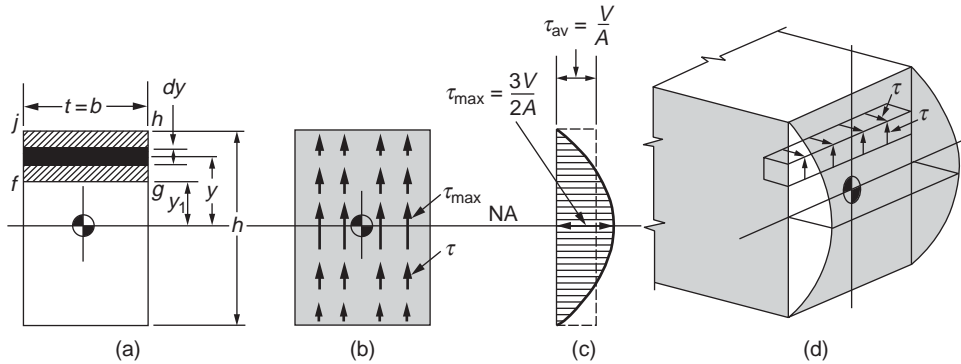 dy
t = b
j
h
f
g
y₁
y
h
(a)
τmax
τ
(b)
τav = V/A
τmax = 3V/2A
NA
(c)
τ
τ
(d)